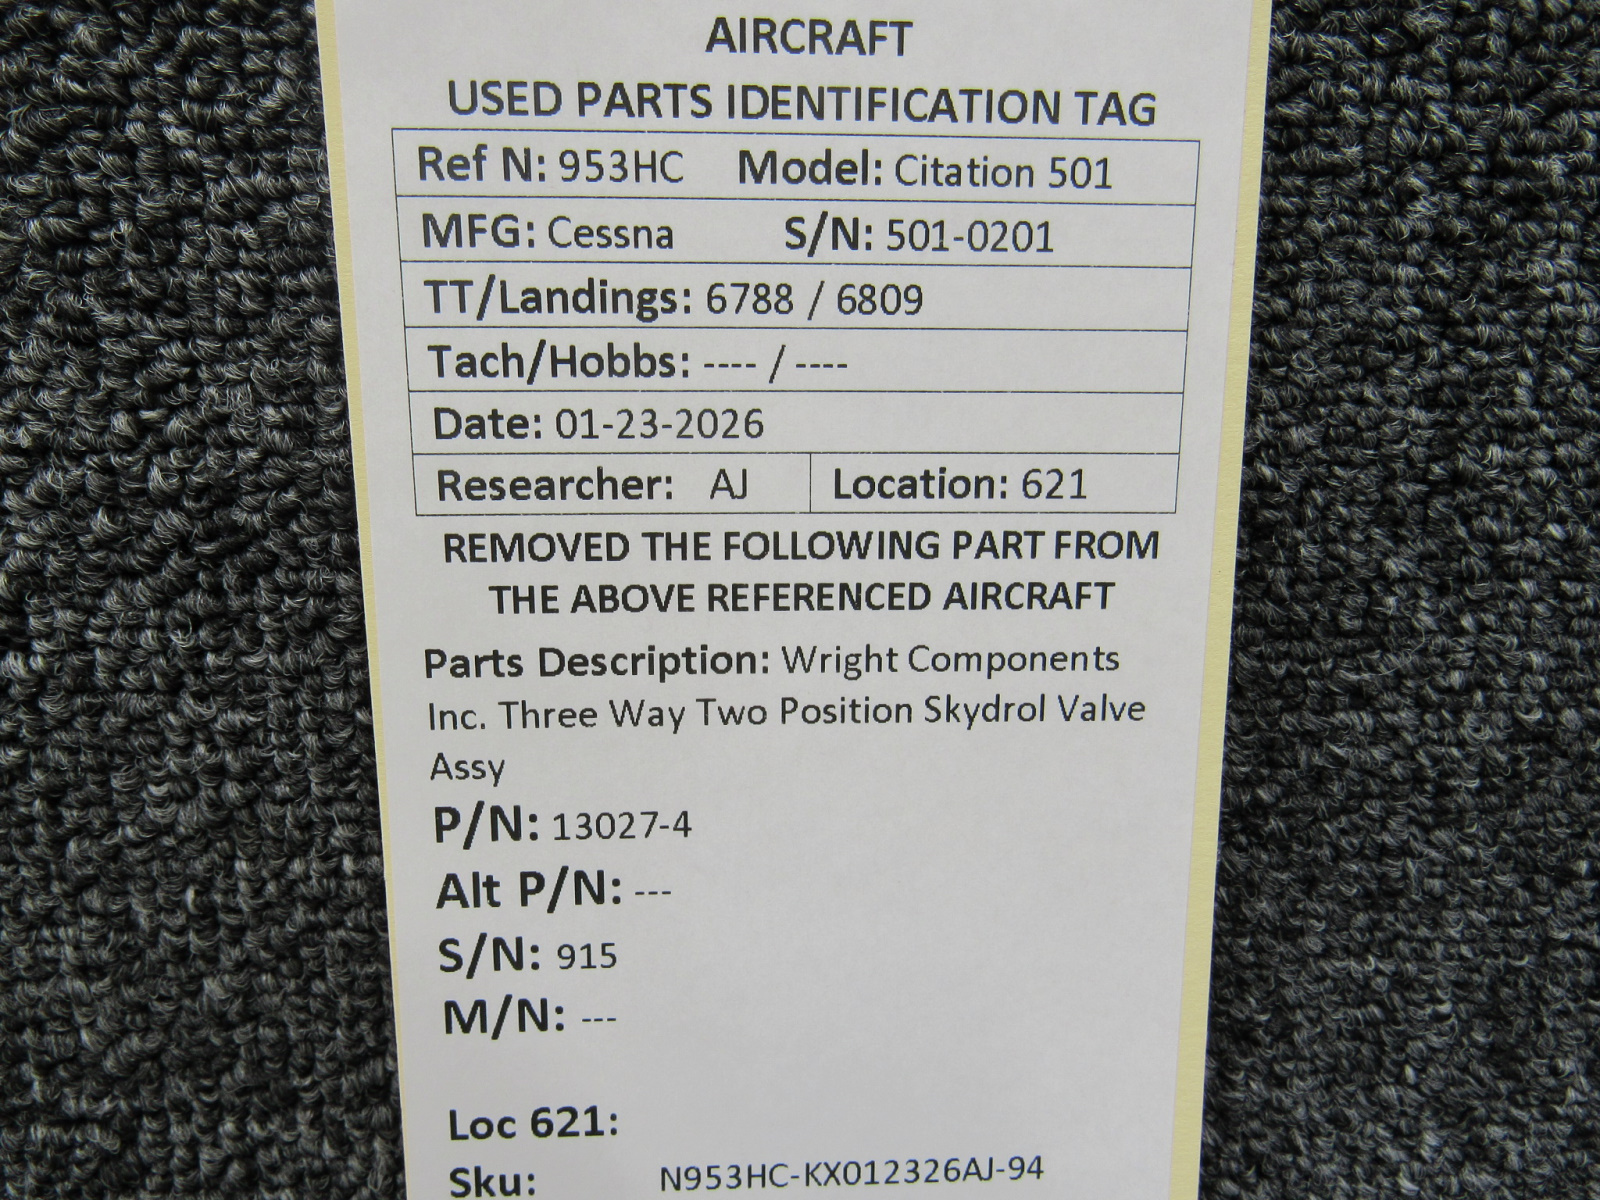 AIRCRAFT
USED PARTS IDENTIFICATION TAG
Ref N: 953HC Model: Citation 501
MFG: Cessna S/N: 501-0201
TT/Landings: 6788 / 6809
Tach/Hobbs: ---- / ----
Date: 01-23-2026
Researcher: AJ Location: 621
REMOVED THE FOLLOWING PART FROM
THE ABOVE REFERENCED AIRCRAFT
Parts Description: Wright Components
Inc. Three Way Two Position Skydrol Valve
Assy
P/N: 13027-4
Alt P/N: ---
S/N: 915
M/N: ---
Loc 621:
Sku: N953HC-KX012326AJ-94